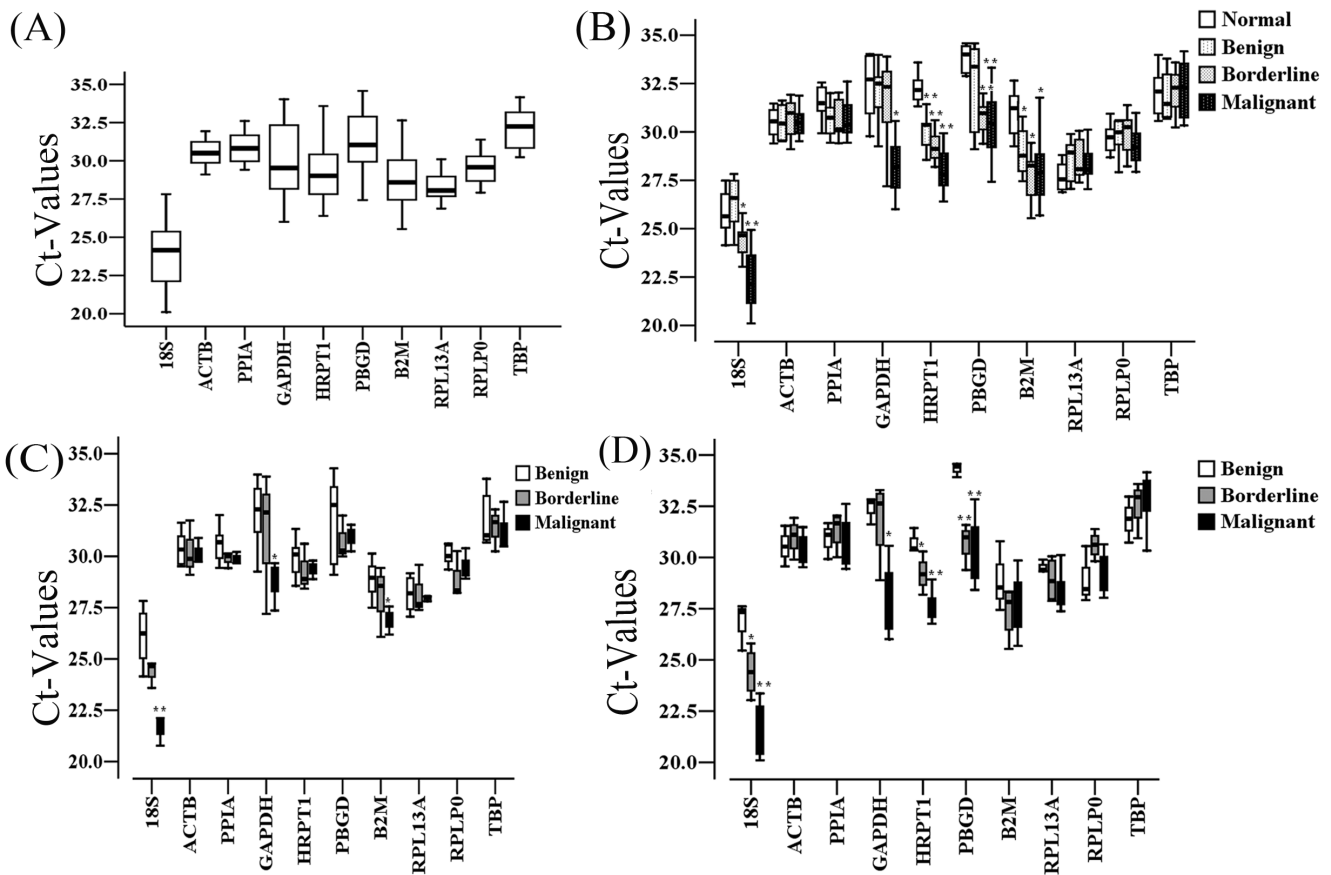 (A)
Ct-Values
35.0
32.5
30.0
27.5
25.0
22.5
20.0
18S
ACTB
PPIA
GAPDH
HRPT1
PBGD
B2M
RPL13A
RPLP0
TBP
(B)
Ct-Values
35.0
32.5
30.0
27.5
25.0
22.5
20.0
Normal
Benign
Borderline
Malignant
*
**
*
**
**
**
**
**
*
*
*
18S
ACTB
PPIA
GAPDH
HRPT1
PBGD
B2M
RPL13A
RPLP0
TBP
(C)
Ct-Values
35.0
32.5
30.0
27.5
25.0
22.5
20.0
Benign
Borderline
Malignant
**
*
*
18S
ACTB
PPIA
GAPDH
HRPT1
PBGD
B2M
RPL13A
RPLP0
TBP
(D)
Ct-Values
35.0
32.5
30.0
27.5
25.0
22.5
20.0
Benign
Borderline
Malignant
*
**
*
*
**
**
**
18S
ACTB
PPIA
GAPDH
HRPT1
PBGD
B2M
RPL13A
RPLP0
TBP